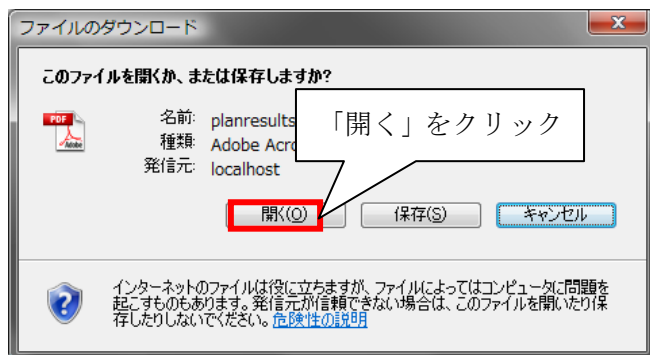 ファイルのダウンロード
このファイルを開くか、または保存しますか?
PDF
Adobe
名前: planresults
種類: Adobe Acro
発信元: localhost
「開く」をクリック
開く(O)
保存(S)
キャンセル
インターネットのファイルは役に立ちますが、ファイルによってはコンピュータに問題を
起こすものもあります。発信元が信頼できない場合は、このファイルを開いたり保
存したりしないでください。危険性の説明